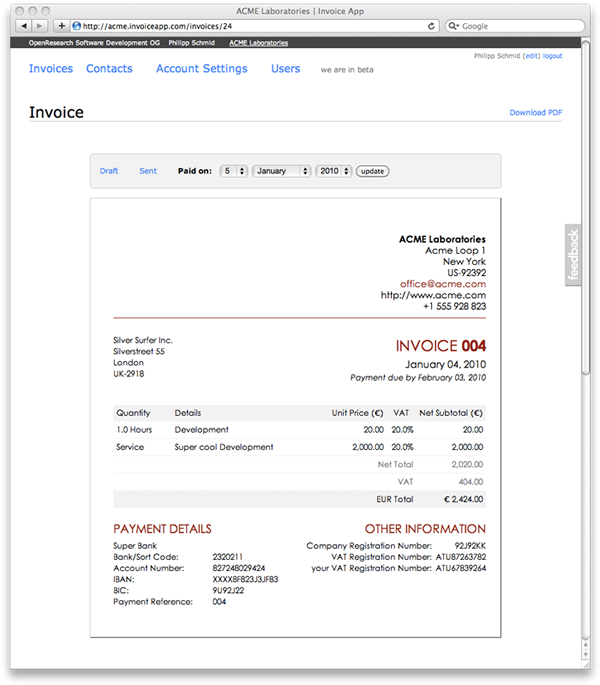 ACME Laboratories | Invoice App
http://acme.invoiceapp.com/invoices/24
Google
OpenResearch Software Development OG Philipp Schmid ACME Laboratories
Philipp Schmid (edit) logout
Invoices Contacts Account Settings Users we are in beta
Invoice
Download PDF
Draft Sent Paid on: 5 January 2010 update
feedback
ACME Laboratories
Acme Loop 1
New York
US-92392
office@acme.com
http://www.acme.com
+1 555 928 823
Silver Surfer Inc.
Silverstreet 55
London
UK-2918
INVOICE 004
January 04, 2010
Payment due by February 03, 2010
Quantity Details Unit Price (€) VAT Net Subtotal (€)
1.0 Hours Development 20.00 20.0% 20.00
Service Super cool Development 2,000.00 20.0% 2,000.00
Net Total 2,020.00
VAT 404.00
EUR Total € 2,424.00
PAYMENT DETAILS
Super Bank
Bank/Sort Code: 2320211
Account Number: 827248029424
IBAN: XXXX8F823J3JF83
BIC: 9U92J22
Payment Reference: 004
OTHER INFORMATION
Company Registration Number: 92J92KK
VAT Registration Number: ATU87263782
your VAT Registration Number: ATU67839264